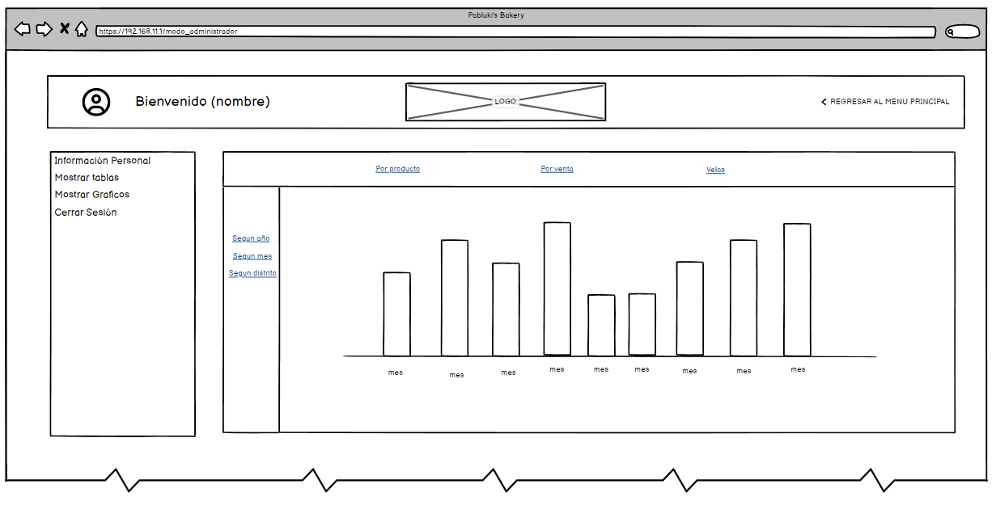 Pabluki's Bakery
https://192.168.11.1/modo_administrador
Bienvenido (nombre)
LOGO
< REGRESAR AL MENU PRINCIPAL
Información Personal
Mostrar tablas
Mostrar Graficos
Cerrar Sesión
Por producto
Por venta
Velas
Segun año
Segun mes
Segun distrito
mes
mes
mes
mes
mes
mes
mes
mes
mes